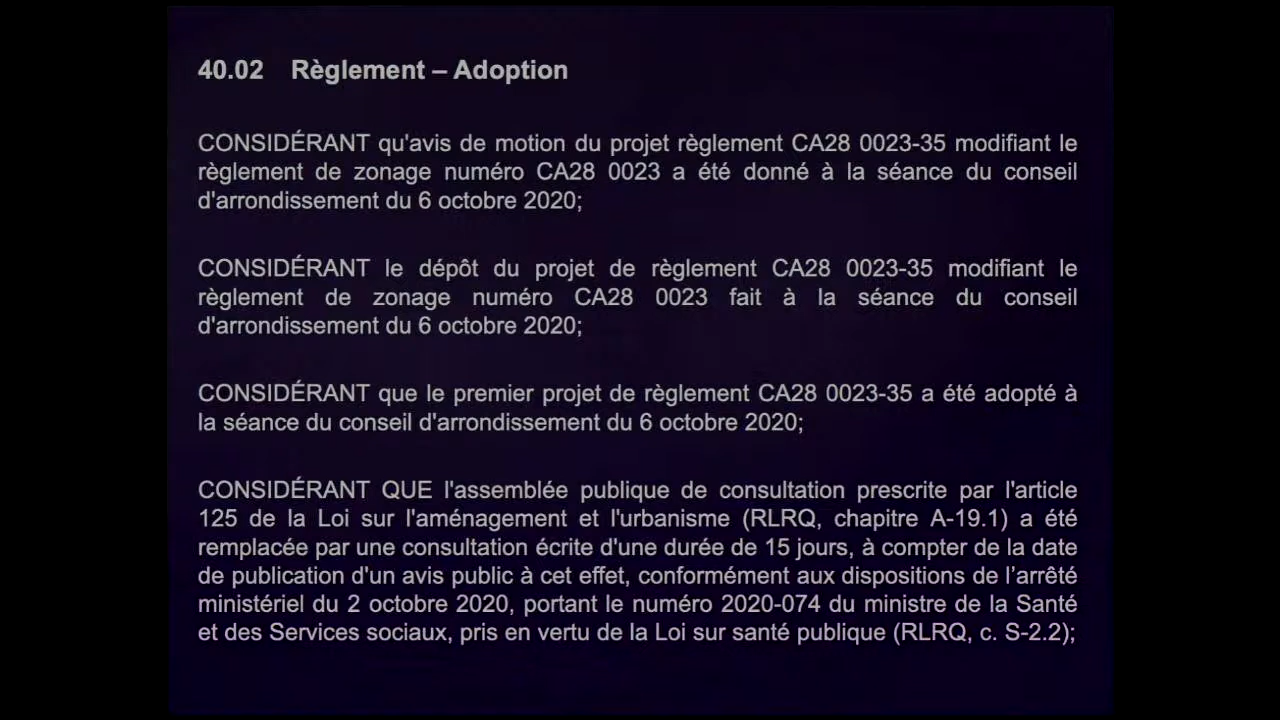 40.02 Règlement – Adoption
CONSIDÉRANT qu'avis de motion du projet règlement CA28 0023-35 modifiant le
règlement de zonage numéro CA28 0023 a été donné à la séance du conseil
d'arrondissement du 6 octobre 2020;
CONSIDÉRANT le dépôt du projet de règlement CA28 0023-35 modifiant le
règlement de zonage numéro CA28 0023 fait à la séance du conseil
d'arrondissement du 6 octobre 2020;
CONSIDÉRANT que le premier projet de règlement CA28 0023-35 a été adopté à
la séance du conseil d'arrondissement du 6 octobre 2020;
CONSIDÉRANT QUE l'assemblée publique de consultation prescrite par l'article
125 de la Loi sur l'aménagement et l'urbanisme (RLRQ, chapitre A-19.1) a été
remplacée par une consultation écrite d'une durée de 15 jours, à compter de la date
de publication d'un avis public à cet effet, conformément aux dispositions de l’arrêté
ministériel du 2 octobre 2020, portant le numéro 2020-074 du ministre de la Santé
et des Services sociaux, pris en vertu de la Loi sur santé publique (RLRQ, c. S-2.2);